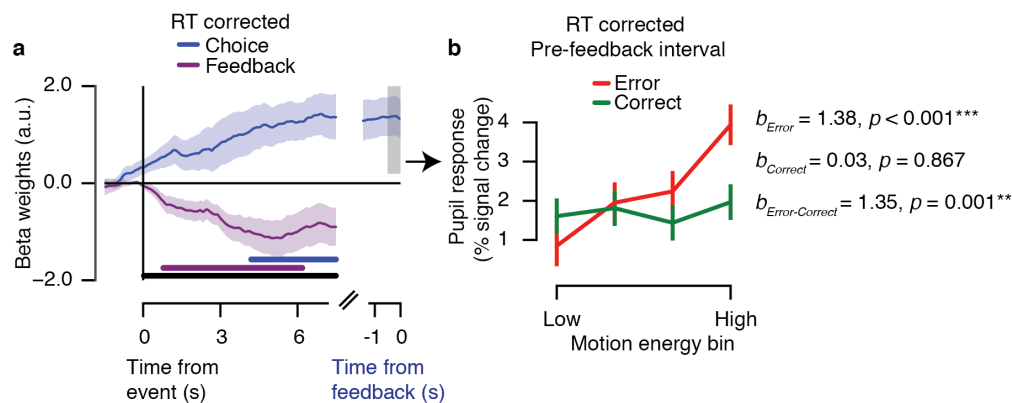 a
RT corrected
Choice
Feedback
Beta weights (a.u.)
2.0
0.0
−2.0
0
3
6
-1
0
Time from
event (s)
Time from
feedback (s)
b
RT corrected
Pre-feedback interval
Error
Correct
Pupil response
(% signal change)
4
3
2
1
Low
High
Motion energy bin
bError = 1.38, p < 0.001***
bCorrect = 0.03, p = 0.867
bError-Correct = 1.35, p = 0.001**